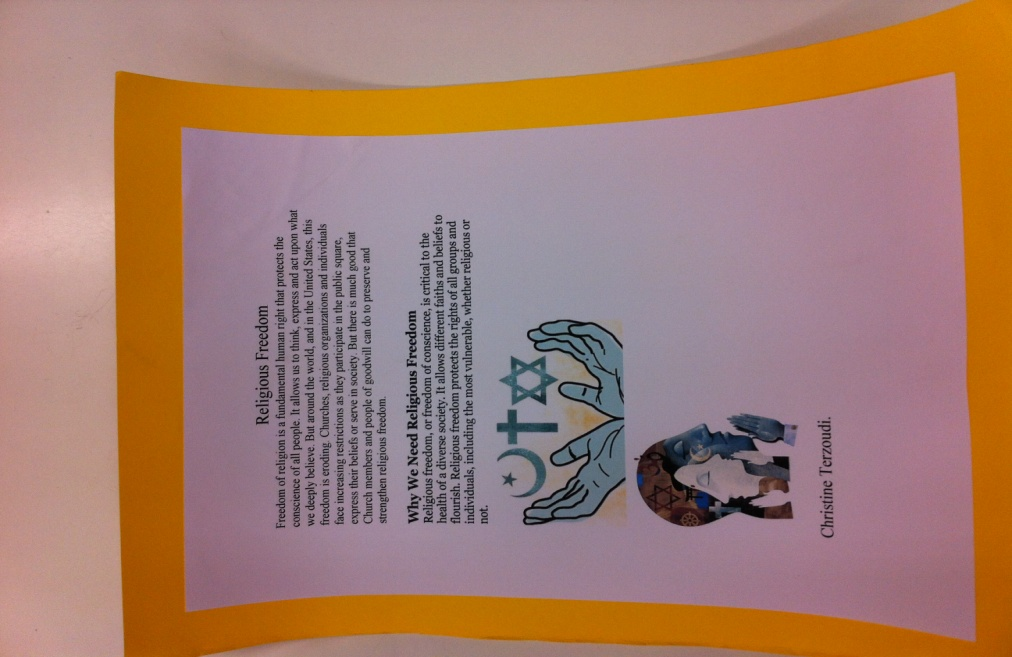 Religious Freedom
Freedom of religion is a fundamental human right that protects the
conscience of all people. It allows us to think, express and act upon what
we deeply believe. But around the world, and in the United States, this
freedom is eroding. Churches, religious organizations and individuals
face increasing restrictions as they participate in the public square,
express their beliefs or serve in society. But there is much good that
Church members and people of goodwill can do to preserve and
strengthen religious freedom.
Why We Need Religious Freedom
Religious freedom, or freedom of conscience, is critical to the
health of a diverse society. It allows different faiths and beliefs to
flourish. Religious freedom protects the rights of all groups and
individuals, including the most vulnerable, whether religious or
not.
Christine Terzoudi.